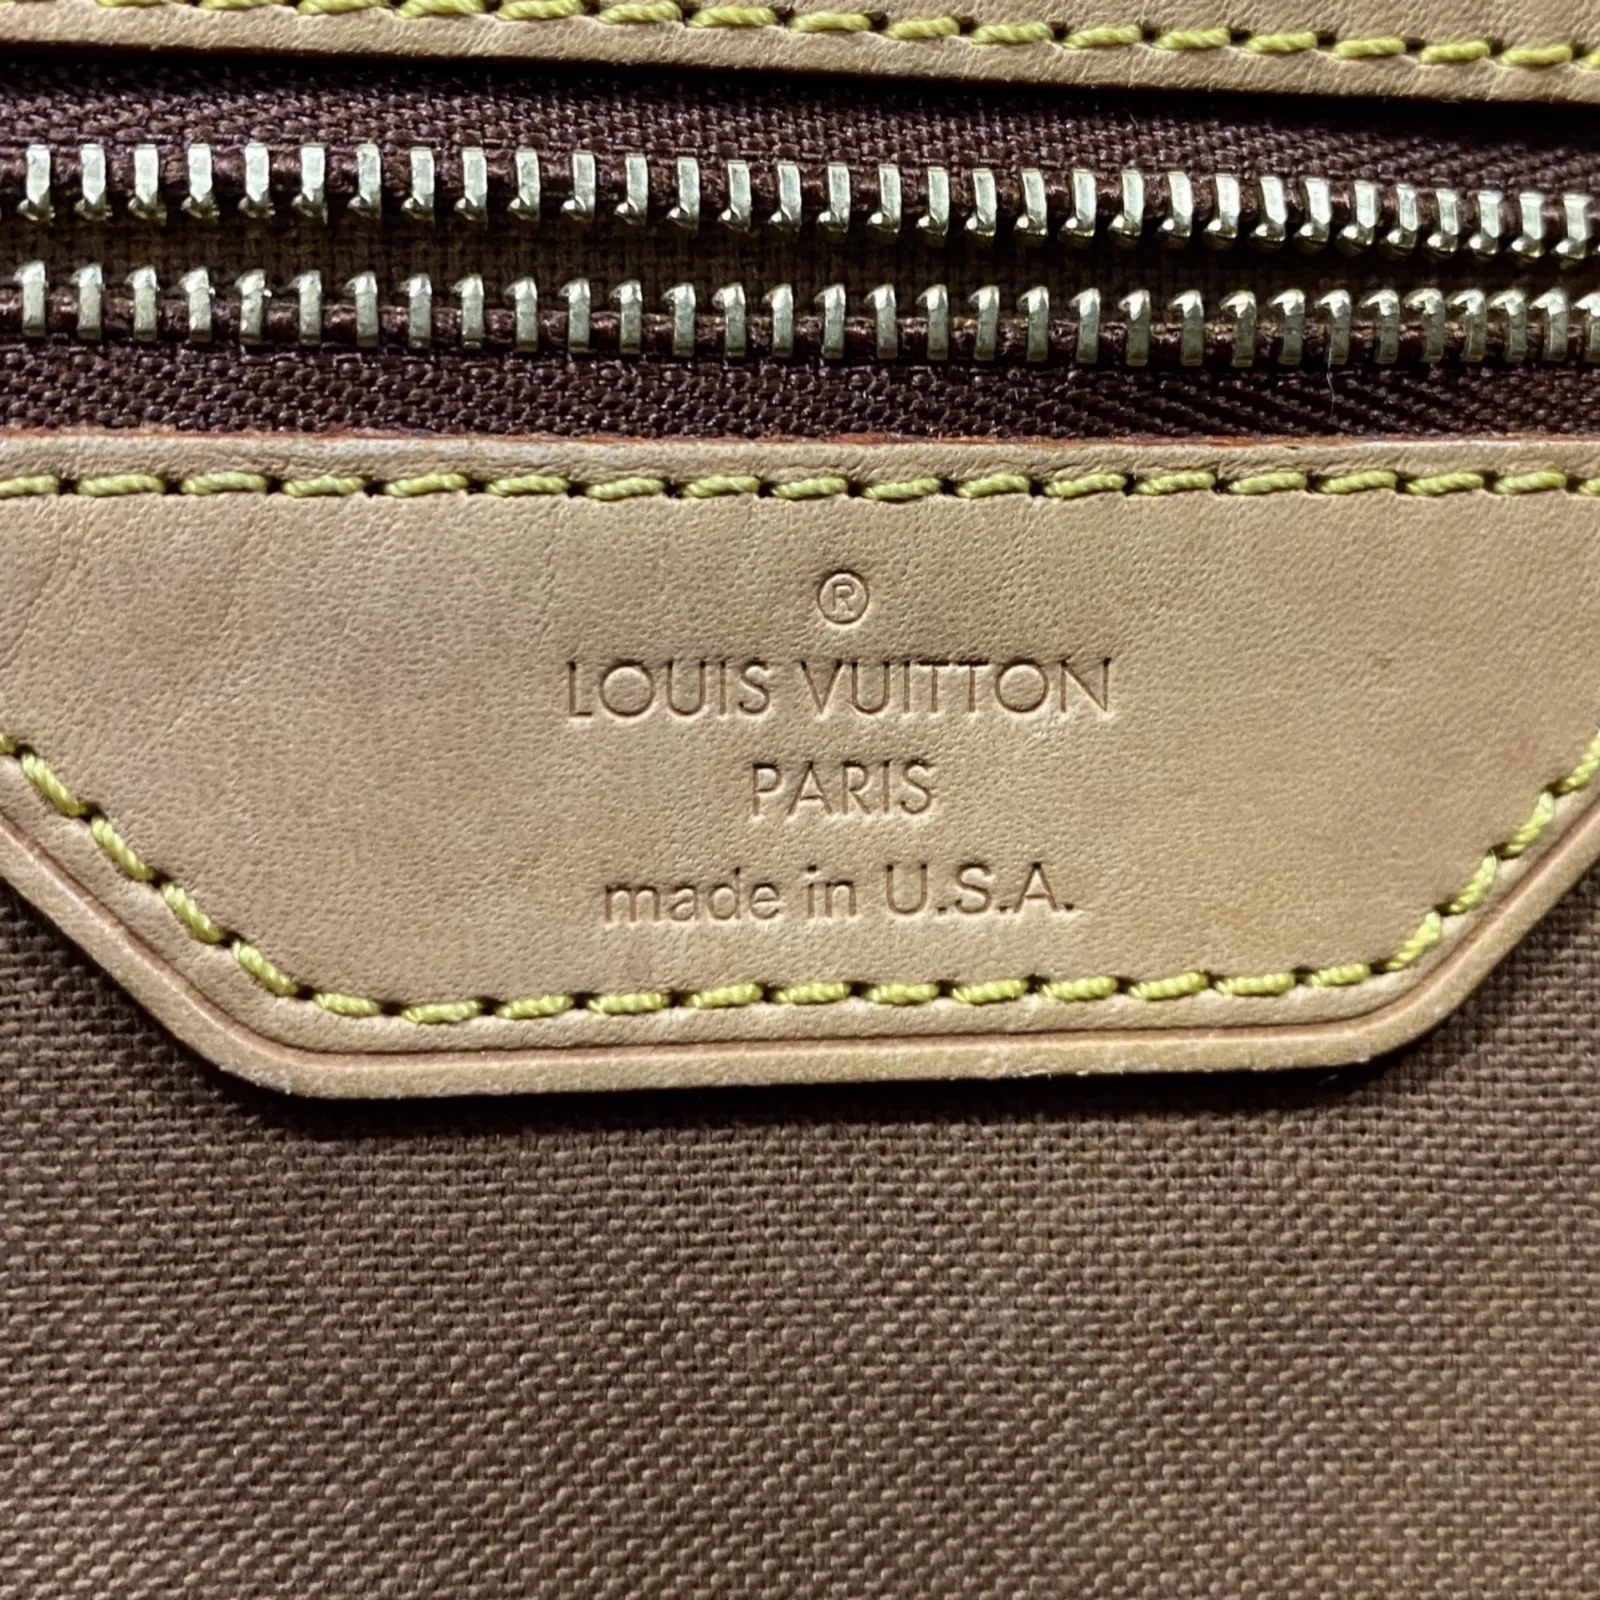 ®
LOUIS VUITTON
PARIS
made in U.S.A.